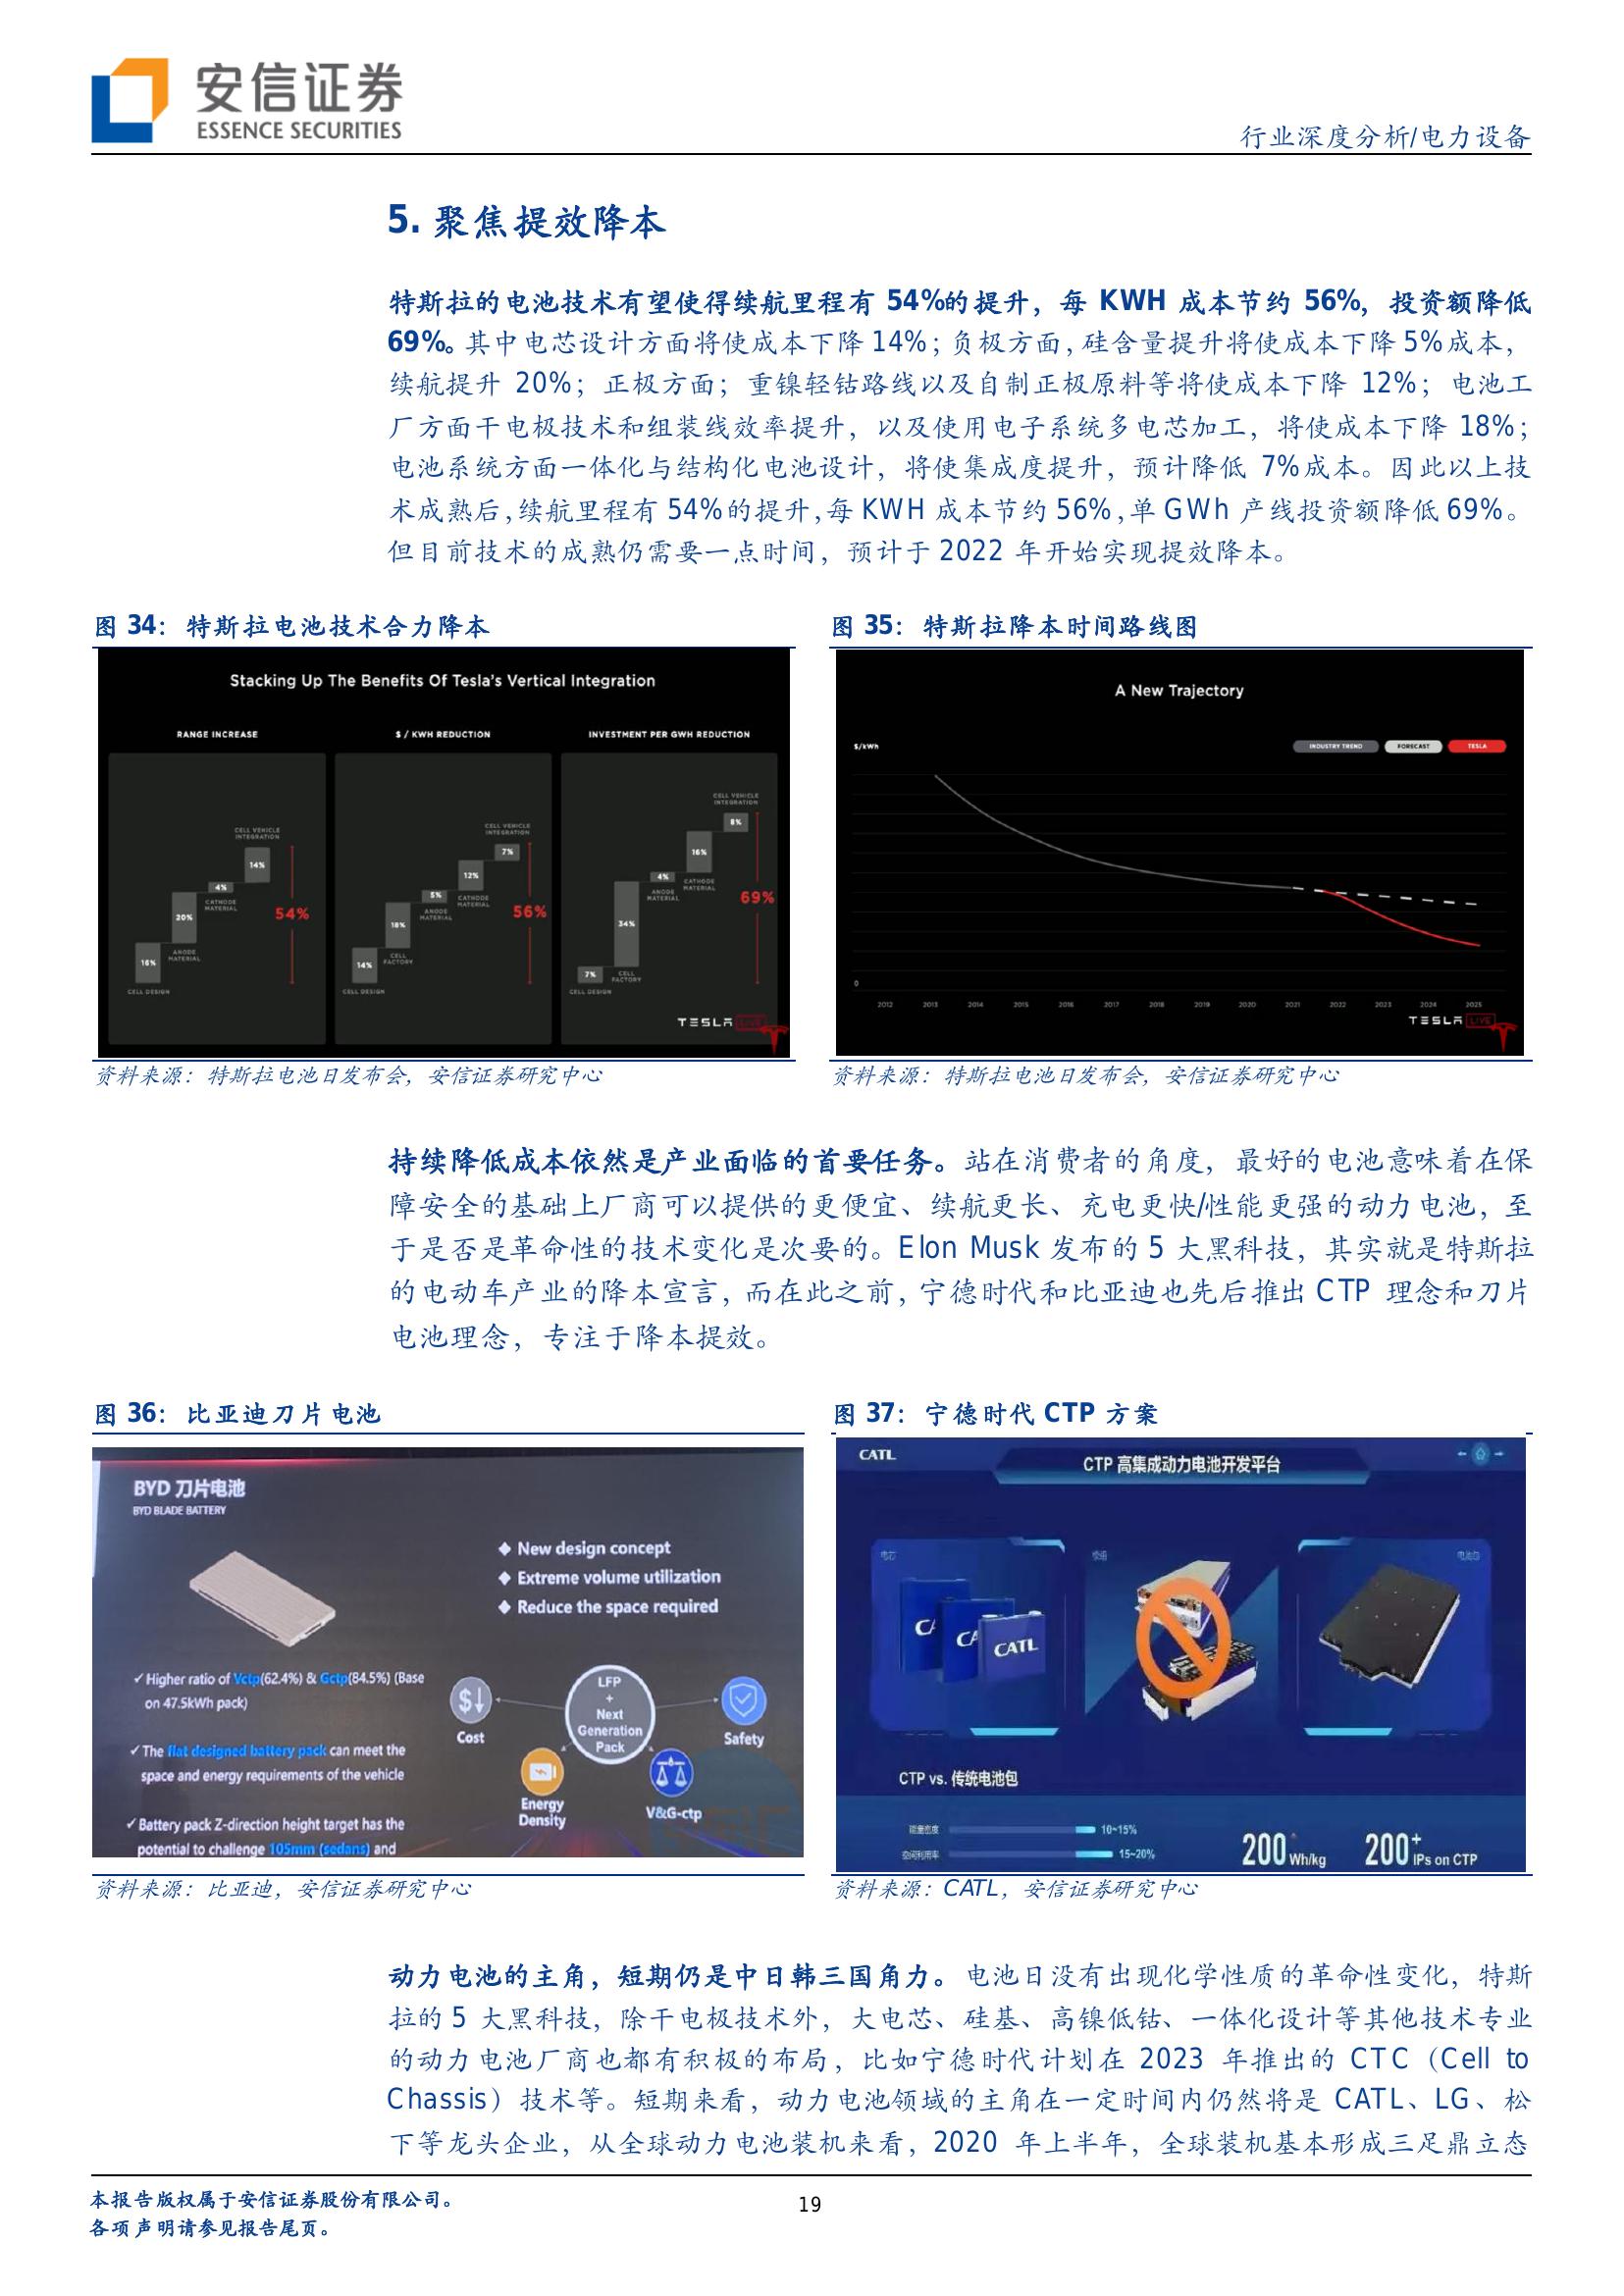 安信证券
ESSENCE SECURITIES
行业深度分析/电力设备
5. 聚焦提效降本
特斯拉的电池技术有望使得续航里程有 54%的提升，每 KWH 成本节约 56%，投资额降低
69%。其中电芯设计方面将使成本下降 14%；负极方面，硅含量提升将使成本下降 5%成本，
续航提升 20%；正极方面；重镍轻钴路线以及自制正极原料等将使成本下降 12%；电池工
厂方面干电极技术和组装线效率提升，以及使用电子系统多电芯加工，将使成本下降 18%；
电池系统方面一体化与结构化电池设计，将使集成度提升，预计降低 7%成本。因此以上技
术成熟后，续航里程有 54%的提升，每 KWH 成本节约 56%，单 GWh 产线投资额降低 69%。
但目前技术的成熟仍需要一点时间，预计于 2022 年开始实现提效降本。
图 34：特斯拉电池技术合力降本
Stacking Up The Benefits Of Tesla's Vertical Integration
RANGE INCREASE
16%
CELL DESIGN
20%
ANODE MATERIAL
4%
CATHODE MATERIAL
14%
CELL VEHICLE INTEGRATION
54%
$ / KWH REDUCTION
14%
CELL DESIGN
18%
CELL FACTORY
5%
ANODE MATERIAL
12%
CATHODE MATERIAL
7%
CELL VEHICLE INTEGRATION
56%
INVESTMENT PER GWH REDUCTION
7%
CELL DESIGN
34%
CELL FACTORY
4%
ANODE MATERIAL
16%
CATHODE MATERIAL
8%
CELL VEHICLE INTEGRATION
69%
TESLA LIVE
资料来源：特斯拉电池日发布会，安信证券研究中心
图 35：特斯拉降本时间路线图
A New Trajectory
$/kWh
INDUSTRY TREND FORECAST TESLA
0
2012 2013 2014 2015 2016 2017 2018 2019 2020 2021 2022 2023 2024 2025
TESLA LIVE
资料来源：特斯拉电池日发布会，安信证券研究中心
持续降低成本依然是产业面临的首要任务。站在消费者的角度，最好的电池意味着在保
障安全的基础上厂商可以提供的更便宜、续航更长、充电更快/性能更强的动力电池，至
于是否是革命性的技术变化是次要的。Elon Musk 发布的 5 大黑科技，其实就是特斯拉
的电动车产业的降本宣言，而在此之前，宁德时代和比亚迪也先后推出 CTP 理念和刀片
电池理念，专注于降本提效。
图 36：比亚迪刀片电池
BYD 刀片电池
BYD BLADE BATTERY
◆ New design concept
◆ Extreme volume utilization
◆ Reduce the space required
✓Higher ratio of Vctp(62.4%) & Gctp(84.5%) (Base
on 47.5kWh pack)
✓The flat designed battery pack can meet the
space and energy requirements of the vehicle
✓Battery pack Z-direction height target has the
potential to challenge 105mm (sedans) and
LFP
+
Next
Generation
Pack
Cost
Energy
Density
V&G-ctp
Safety
资料来源：比亚迪，安信证券研究中心
图 37：宁德时代 CTP 方案
CATL
CTP 高集成动力电池开发平台
电芯
模组
电池包
CATL
CTP vs. 传统电池包
能量密度 10~15%
空间利用率 15~20%
200 Wh/kg
200+ IPs on CTP
资料来源：CATL，安信证券研究中心
动力电池的主角，短期仍是中日韩三国角力。电池日没有出现化学性质的革命性变化，特斯
拉的 5 大黑科技，除干电极技术外，大电芯、硅基、高镍低钴、一体化设计等其他技术专业
的动力电池厂商也都有积极的布局，比如宁德时代计划在 2023 年推出的 CTC（Cell to
Chassis）技术等。短期来看，动力电池领域的主角在一定时间内仍然将是 CATL、LG、松
下等龙头企业，从全球动力电池装机来看，2020 年上半年，全球装机基本形成三足鼎立态
本报告版权属于安信证券股份有限公司。
各项声明请参见报告尾页。
19